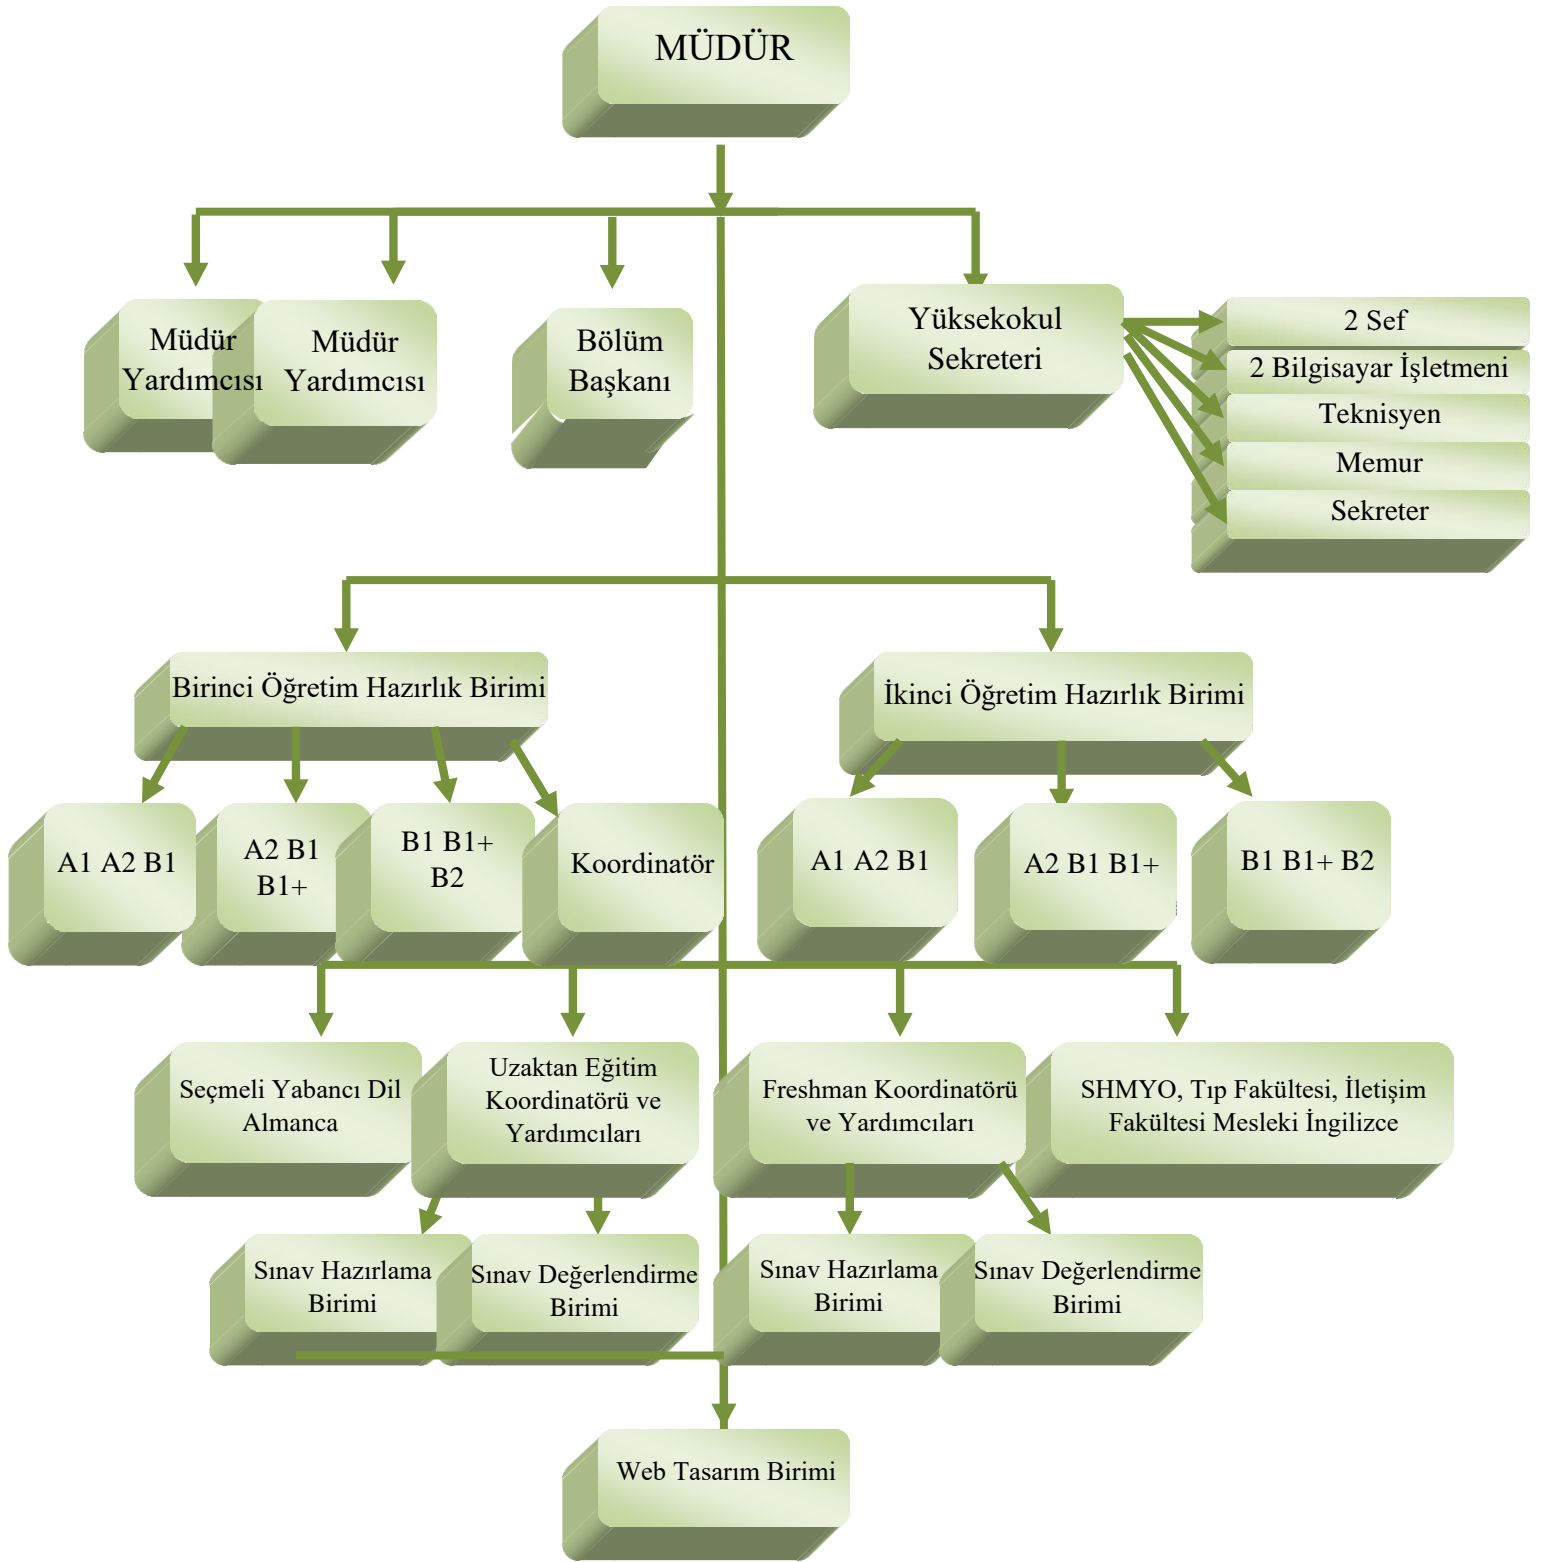 MÜDÜR
Müdür
Yardımcısı
Müdür
Yardımcısı
Bölüm
Başkanı
Yüksekokul
Sekreteri
2 Sef
2 Bilgisayar İşletmeni
Teknisyen
Memur
Sekreter
Birinci Öğretim Hazırlık Birimi
İkinci Öğretim Hazırlık Birimi
A1 A2 B1
A2 B1
B1+
B1 B1+
B2
Koordinatör
A1 A2 B1
A2 B1 B1+
B1 B1+ B2
Seçmeli Yabancı Dil
Almanca
Uzaktan Eğitim
Koordinatörü ve
Yardımcıları
Freshman Koordinatörü
ve Yardımcıları
SHMYO, Tıp Fakültesi, İletişim
Fakültesi Mesleki İngilizce
Sınav Hazırlama
Birimi
Sınav Değerlendirme
Birimi
Sınav Hazırlama
Birimi
Sınav Değerlendirme
Birimi
Web Tasarım Birimi